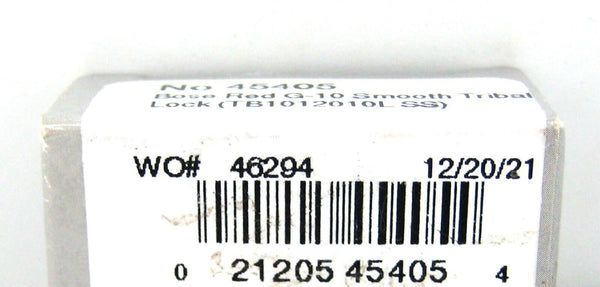 No 45405
Bose Red G-10 Smooth Tribal
Lock (TB1012010L SS)
WO# 46294 12/20/21
0 21205 45405 4